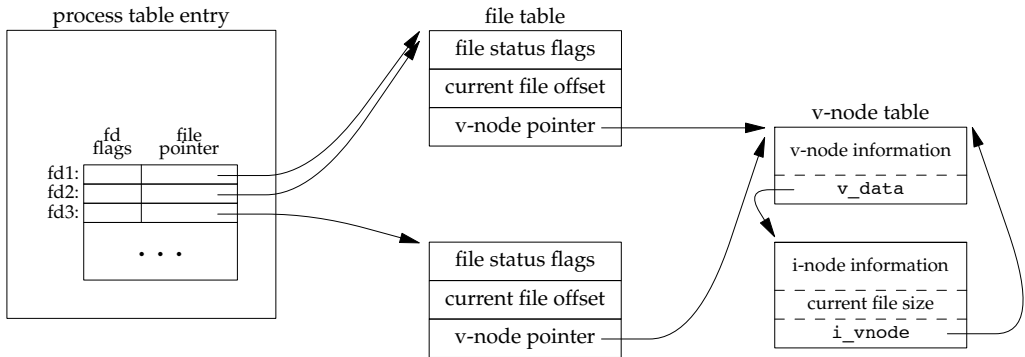 process table entry
fd
flags
file
pointer
fd1:
fd2:
fd3:
. . .
file table
file status flags
current file offset
v-node pointer
file status flags
current file offset
v-node pointer
v-node table
v-node information
v_data
i-node information
current file size
i_vnode